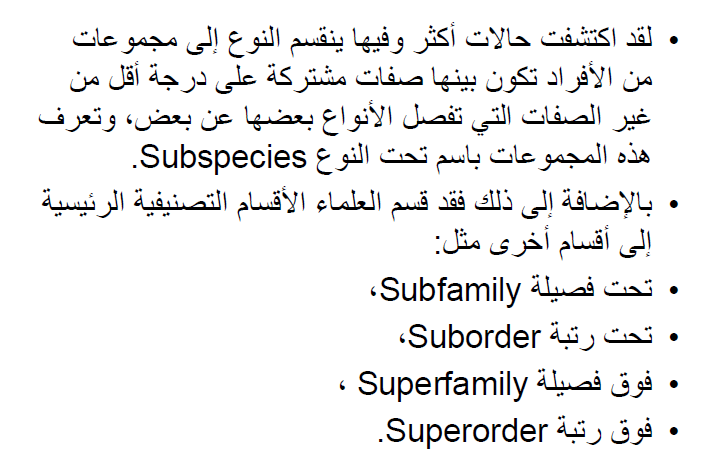 • لقد اكتشفت حالات أكثر وفيها ينقسم النوع إلى مجموعات
من الأفراد تكون بينها صفات مشتركة على درجة أقل من
غير الصفات التي تفصل الأنواع بعضها عن بعض، وتعرف
هذه المجموعات باسم تحت النوع Subspecies.
• بالإضافة إلى ذلك فقد قسم العلماء الأقسام التصنيفية الرئيسية
إلى أقسام أخرى مثل:
• تحت فصيلة Subfamily،
• تحت رتبة Suborder،
• فوق فصيلة Superfamily ،
• فوق رتبة Superorder.